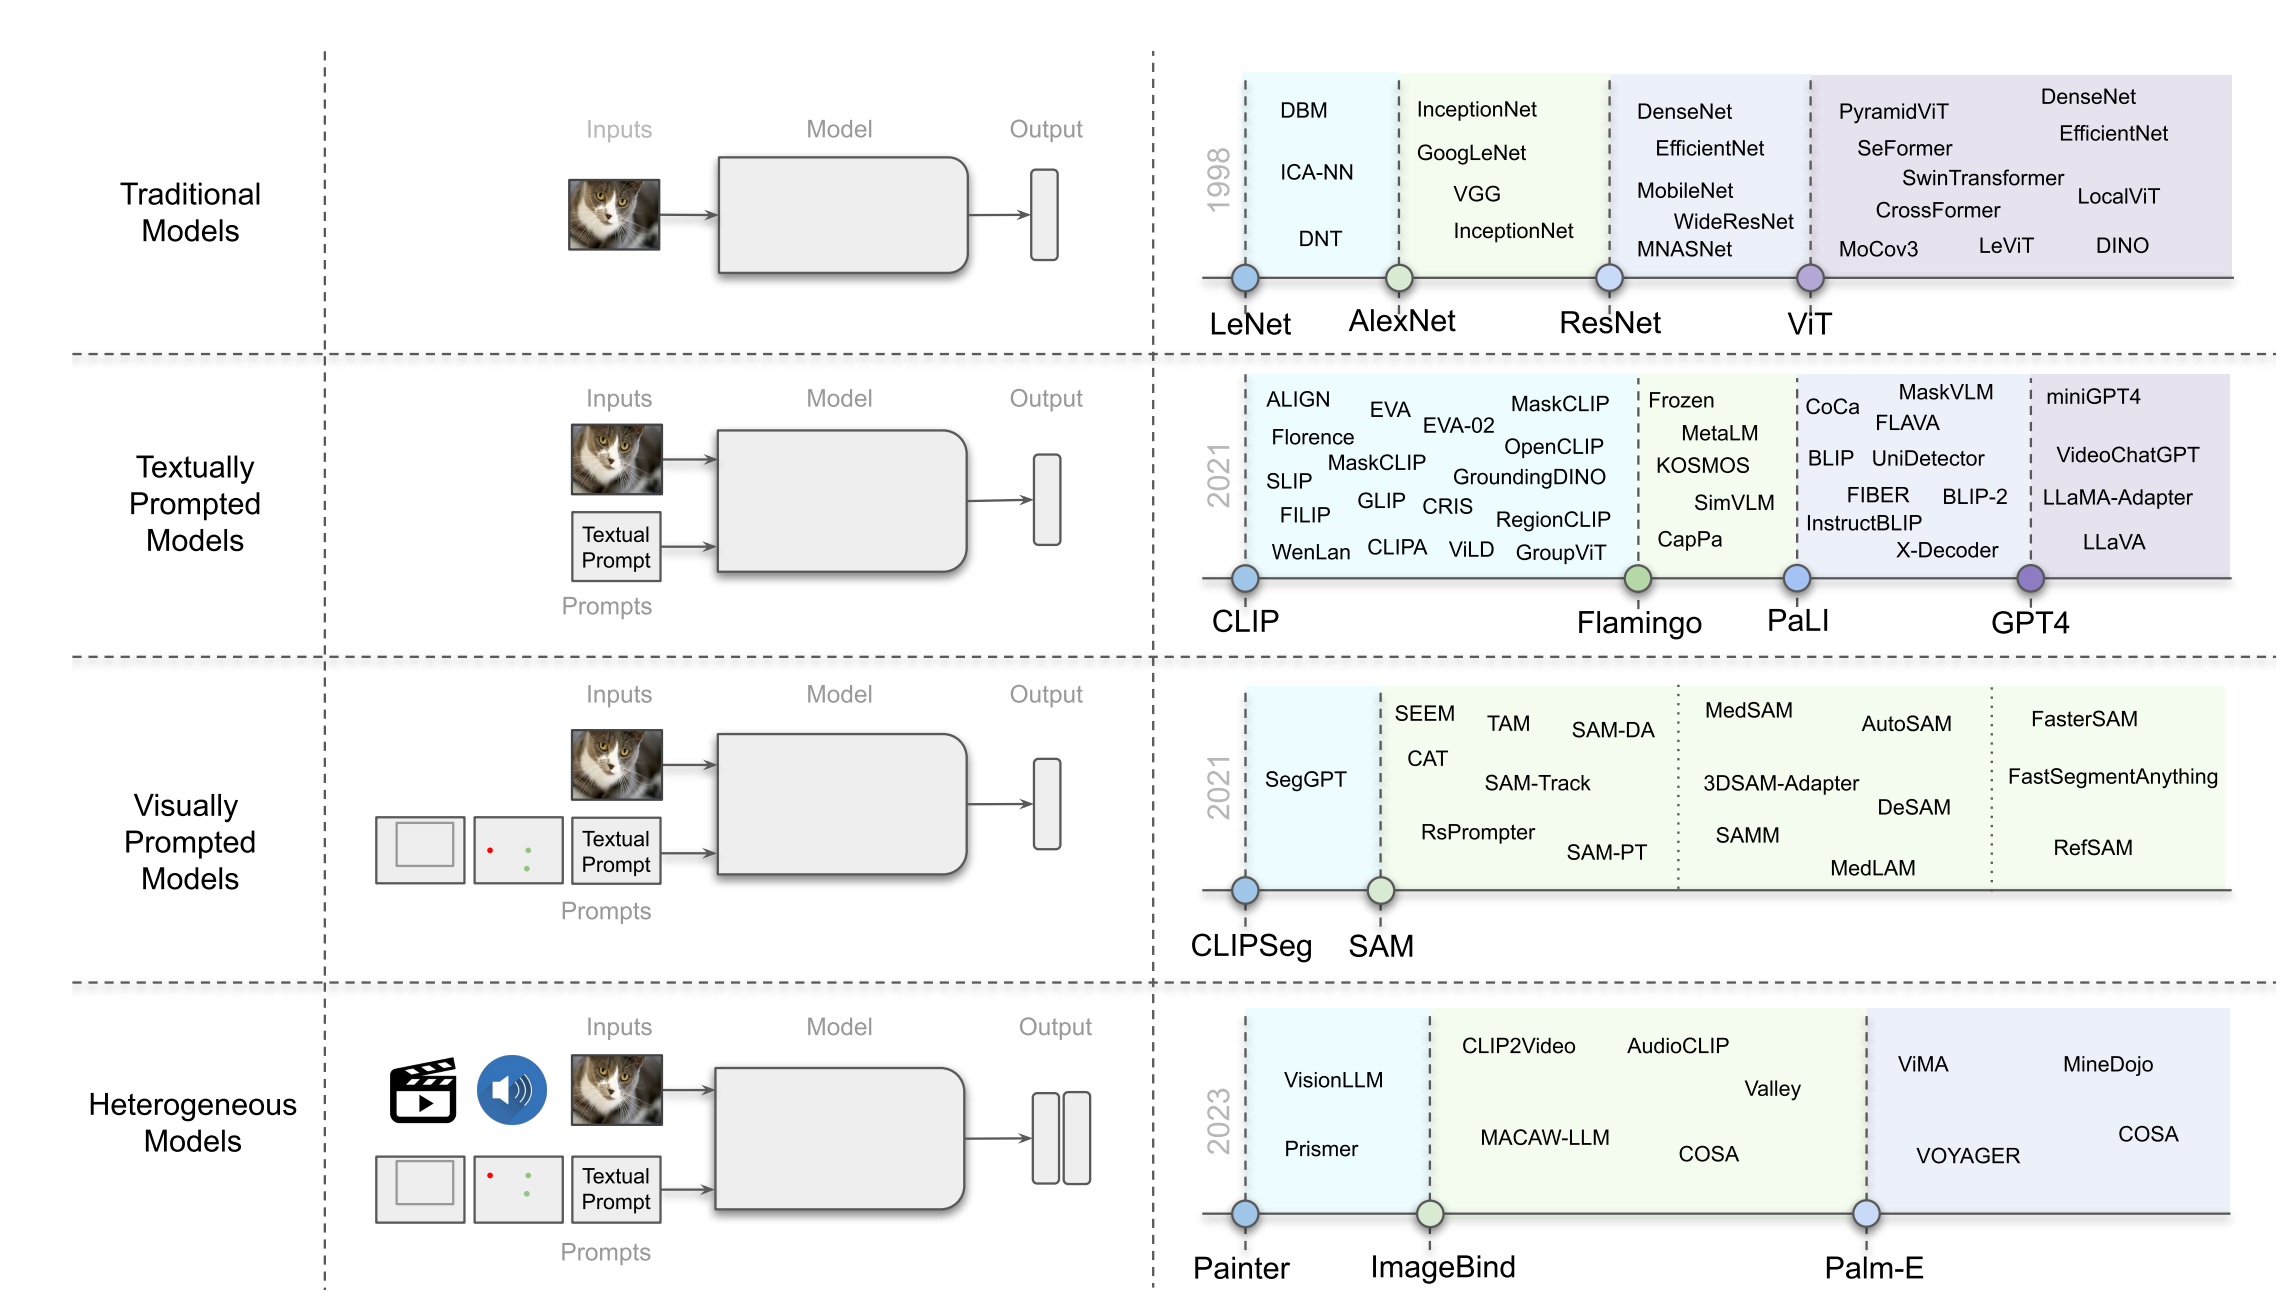 Traditional
Models
Inputs
Model
Output
1998
DBM
ICA-NN
DNT
InceptionNet
GoogLeNet
VGG
InceptionNet
DenseNet
EfficientNet
MobileNet
WideResNet
MNASNet
PyramidViT
DenseNet
EfficientNet
SeFormer
SwinTransformer
LocalViT
CrossFormer
MoCov3
LeViT
DINO
LeNet
AlexNet
ResNet
ViT
Textually
Prompted
Models
Inputs
Model
Output
Textual
Prompt
Prompts
2021
ALIGN
EVA
EVA-02
MaskCLIP
Florence
OpenCLIP
MaskCLIP
SLIP
GroundingDINO
GLIP
CRIS
FILIP
RegionCLIP
WenLan
CLIPA
ViLD
GroupViT
Frozen
MetaLM
KOSMOS
SimVLM
CapPa
CoCa
MaskVLM
FLAVA
BLIP
UniDetector
FIBER
BLIP-2
InstructBLIP
X-Decoder
miniGPT4
VideoChatGPT
LLaMA-Adapter
LLaVA
CLIP
Flamingo
PaLI
GPT4
Visually
Prompted
Models
Inputs
Model
Output
Textual
Prompt
Prompts
2021
SegGPT
SEEM
TAM
SAM-DA
CAT
SAM-Track
RsPrompter
SAM-PT
MedSAM
AutoSAM
3DSAM-Adapter
DeSAM
SAMM
MedLAM
FasterSAM
FastSegmentAnything
RefSAM
CLIPSeg
SAM
Heterogeneous
Models
Inputs
Model
Output
Textual
Prompt
Prompts
2023
VisionLLM
Prismer
CLIP2Video
AudioCLIP
Valley
MACAW-LLM
COSA
ViMA
MineDojo
COSA
VOYAGER
Painter
ImageBind
Palm-E